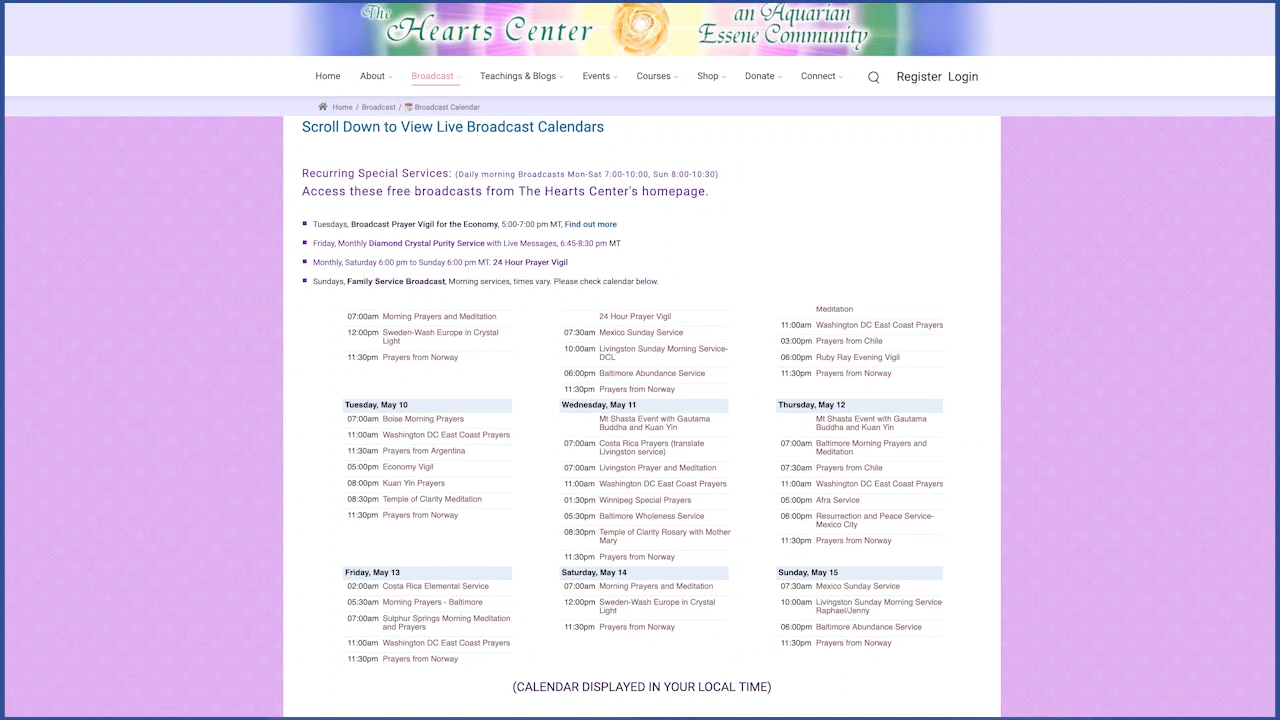 The
Hearts Center
an Aquarian
Essene Community
Home About Broadcast Teachings & Blogs Events Courses Shop Donate Connect Register Login
Home / Broadcast / Broadcast Calendar
Scroll Down to View Live Broadcast Calendars
Recurring Special Services: (Daily morning Broadcasts Mon-Sat 7:00-10:00, Sun 8:00-10:30)
Access these free broadcasts from The Hearts Center's homepage.
Tuesdays, Broadcast Prayer Vigil for the Economy, 5:00-7:00 pm MT, Find out more
Friday, Monthly Diamond Crystal Purity Service with Live Messages, 6:45-8:30 pm MT
Monthly, Saturday 6:00 pm to Sunday 6:00 pm MT. 24 Hour Prayer Vigil
Sundays, Family Service Broadcast, Morning services, times vary. Please check calendar below.
07:00am Morning Prayers and Meditation
12:00pm Sweden-Wash Europe in Crystal
Light
11:30pm Prayers from Norway
24 Hour Prayer Vigil
07:30am Mexico Sunday Service
10:00am Livingston Sunday Morning Service-
DCL
06:00pm Baltimore Abundance Service
11:30pm Prayers from Norway
Meditation
11:00am Washington DC East Coast Prayers
03:00pm Prayers from Chile
06:00pm Ruby Ray Evening Vigil
11:30pm Prayers from Norway
Tuesday, May 10
07:00am Boise Morning Prayers
11:00am Washington DC East Coast Prayers
11:30am Prayers from Argentina
05:00pm Economy Vigil
08:00pm Kuan Yin Prayers
08:30pm Temple of Clarity Meditation
11:30pm Prayers from Norway
Wednesday, May 11
Mt Shasta Event with Gautama
Buddha and Kuan Yin
07:00am Costa Rica Prayers (translate
Livingston service)
07:00am Livingston Prayer and Meditation
11:00am Washington DC East Coast Prayers
01:30pm Winnipeg Special Prayers
05:30pm Baltimore Wholeness Service
08:30pm Temple of Clarity Rosary with Mother
Mary
11:30pm Prayers from Norway
Thursday, May 12
Mt Shasta Event with Gautama
Buddha and Kuan Yin
07:00am Baltimore Morning Prayers and
Meditation
07:30am Prayers from Chile
11:00am Washington DC East Coast Prayers
05:00pm Afra Service
06:00pm Resurrection and Peace Service-
Mexico City
11:30pm Prayers from Norway
Friday, May 13
02:00am Costa Rica Elemental Service
05:30am Morning Prayers - Baltimore
07:00am Sulphur Springs Morning Meditation
and Prayers
11:00am Washington DC East Coast Prayers
11:30pm Prayers from Norway
Saturday, May 14
07:00am Morning Prayers and Meditation
12:00pm Sweden-Wash Europe in Crystal
Light
11:30pm Prayers from Norway
Sunday, May 15
07:30am Mexico Sunday Service
10:00am Livingston Sunday Morning Service
Raphael/Jenny
06:00pm Baltimore Abundance Service
11:30pm Prayers from Norway
(CALENDAR DISPLAYED IN YOUR LOCAL TIME)